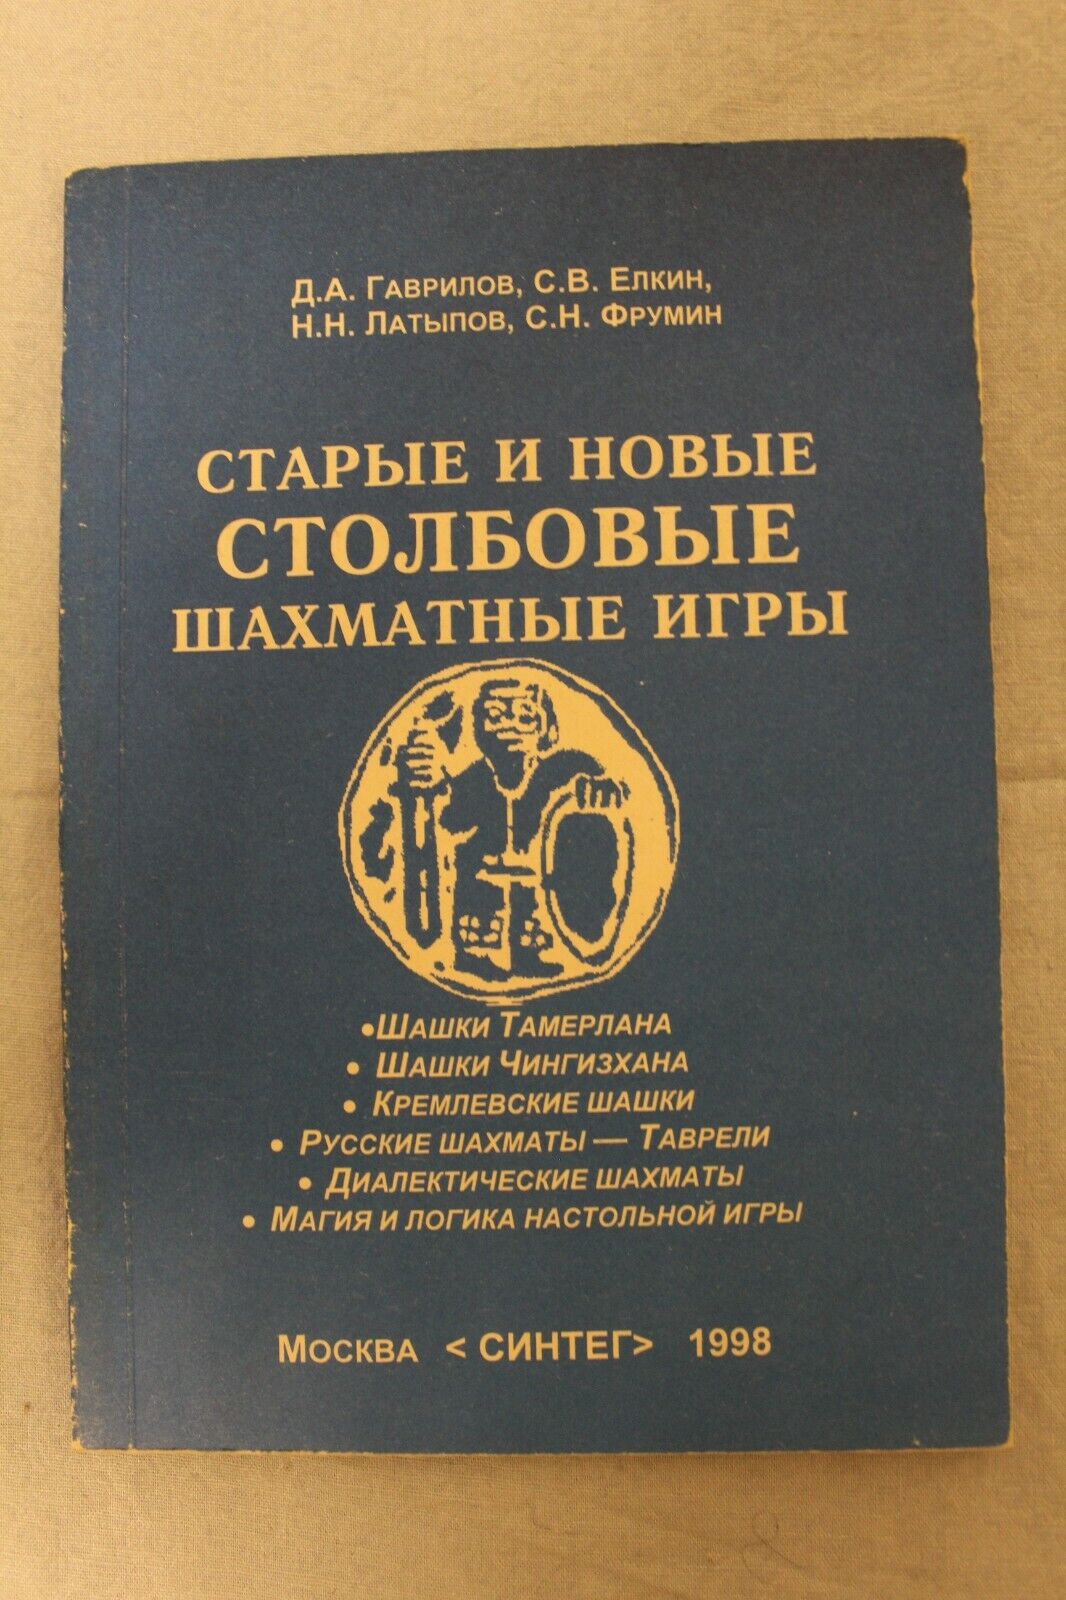 Д.А. ГАВРИЛОВ, С.В. ЕЛКИН,
Н.Н. ЛАТЫПОВ, С.Н. ФРУМИН
СТАРЫЕ И НОВЫЕ
СТОЛБОВЫЕ
ШАХМАТНЫЕ ИГРЫ
•ШАШКИ ТАМЕРЛАНА
• ШАШКИ ЧИНГИЗХАНА
• КРЕМЛЕВСКИЕ ШАШКИ
• РУССКИЕ ШАХМАТЫ — ТАВРЕЛИ
• ДИАЛЕКТИЧЕСКИЕ ШАХМАТЫ
• МАГИЯ И ЛОГИКА НАСТОЛЬНОЙ ИГРЫ
МОСКВА < СИНТЕГ> 1998